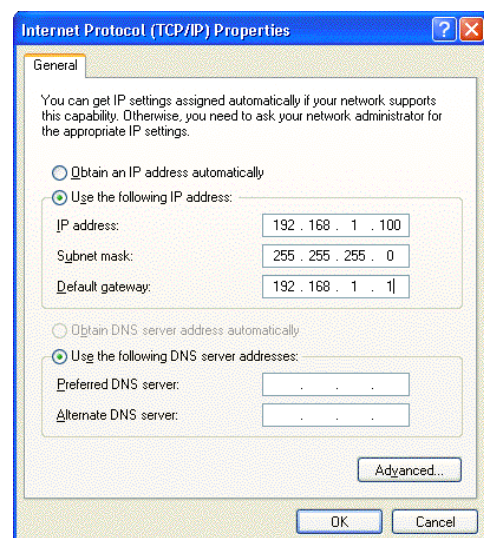 Internet Protocol (TCP/IP) Properties
General
You can get IP settings assigned automatically if your network supports
this capability. Otherwise, you need to ask your network administrator for
the appropriate IP settings.
Obtain an IP address automatically
Use the following IP address:
IP address: 192 . 168 . 1 . 100
Subnet mask: 255 . 255 . 255 . 0
Default gateway: 192 . 168 . 1 . 1
Obtain DNS server address automatically
Use the following DNS server addresses:
Preferred DNS server: . . .
Alternate DNS server: . . .
Advanced...
OK Cancel